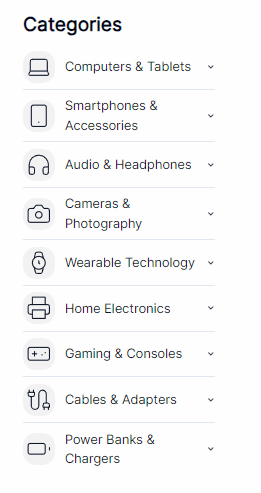 Categories
Computers & Tablets
Smartphones &
Accessories
Audio & Headphones
Cameras &
Photography
Wearable Technology
Home Electronics
Gaming & Consoles
Cables & Adapters
Power Banks &
Chargers